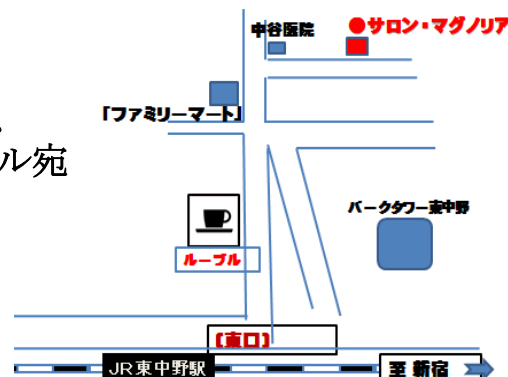 中谷医院
●サロン・マグノリア
「ファミリーマート」
ル宛
パークタワー東中野
ルーブル
(東口)
JR東中野駅
至 新宿